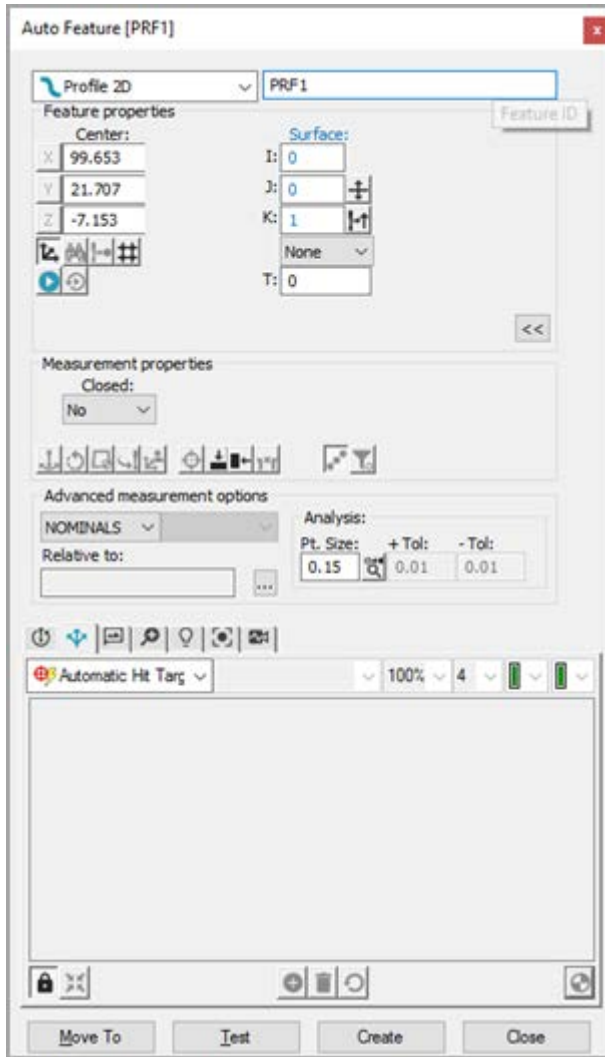 Auto Feature [PRF1]
x
Profile 2D PRF1
Feature ID
Feature properties
Center: Surface:
X 99.653 I: 0
Y 21.707 J: 0
Z -7.153 K: 1
None
T: 0
<<
Measurement properties
Closed:
No
Advanced measurement options
NOMINALS
Relative to:
...
Analysis:
Pt. Size: + Tol: - Tol:
0.15 0.01 0.01
Automatic Hit Targ 100% 4
Move To Test Create Close